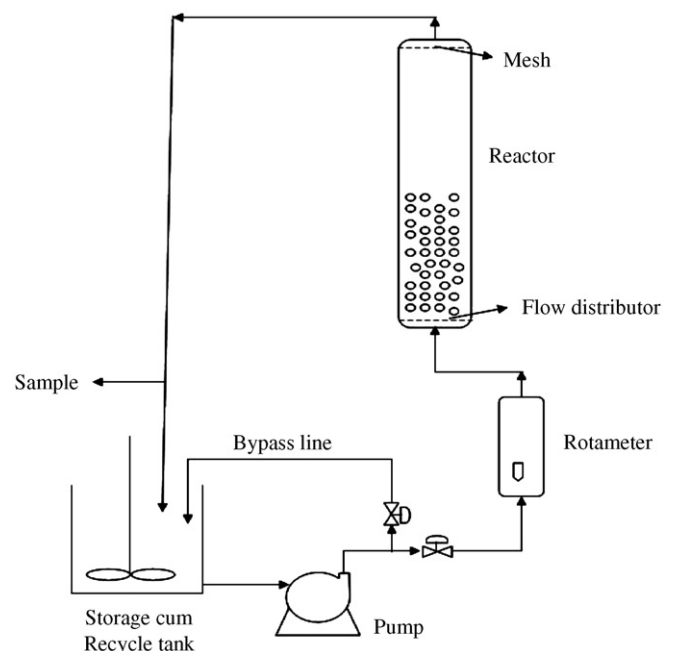 Mesh
Reactor
Flow distributor
Sample
Bypass line
Rotameter
Storage cum
Recycle tank
Pump